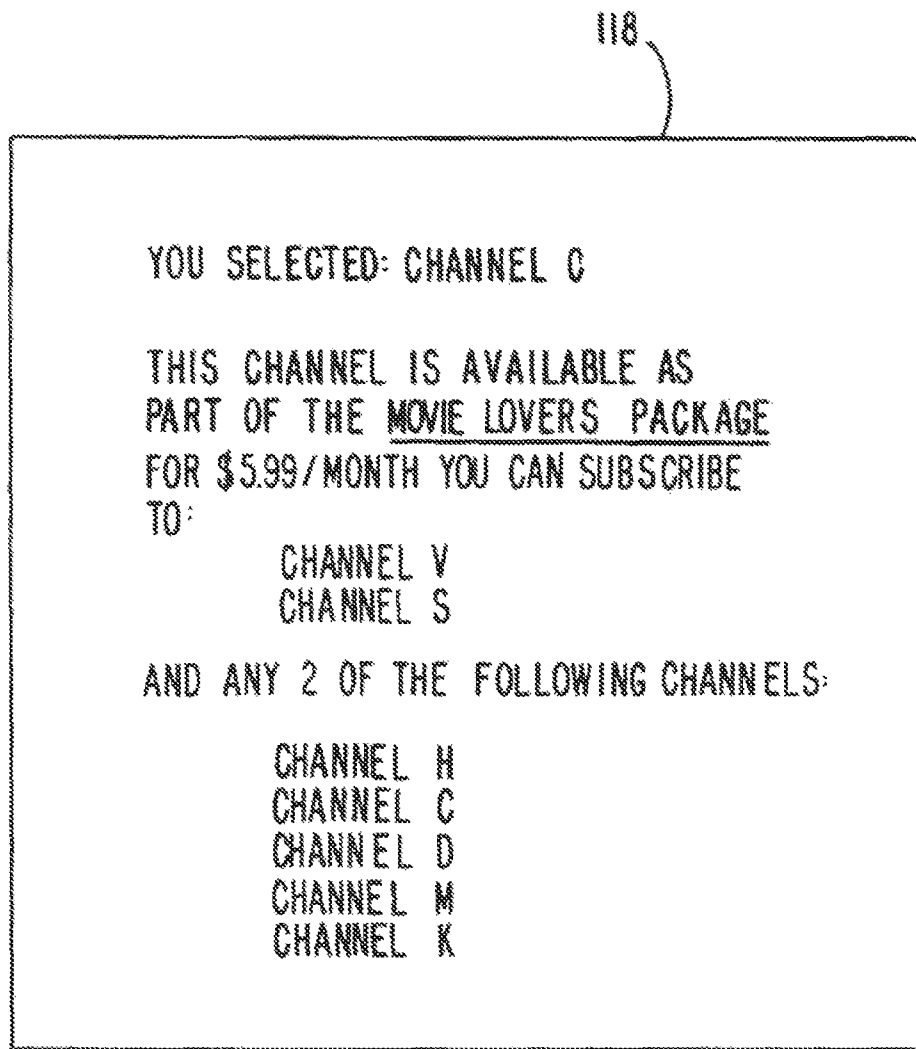 118
YOU SELECTED: CHANNEL C
THIS CHANNEL IS AVAILABLE AS
PART OF THE MOVIE LOVERS PACKAGE
FOR $5.99/MONTH YOU CAN SUBSCRIBE
TO:
CHANNEL V
CHANNEL S
AND ANY 2 OF THE FOLLOWING CHANNELS:
CHANNEL H
CHANNEL C
CHANNEL D
CHANNEL M
CHANNEL K